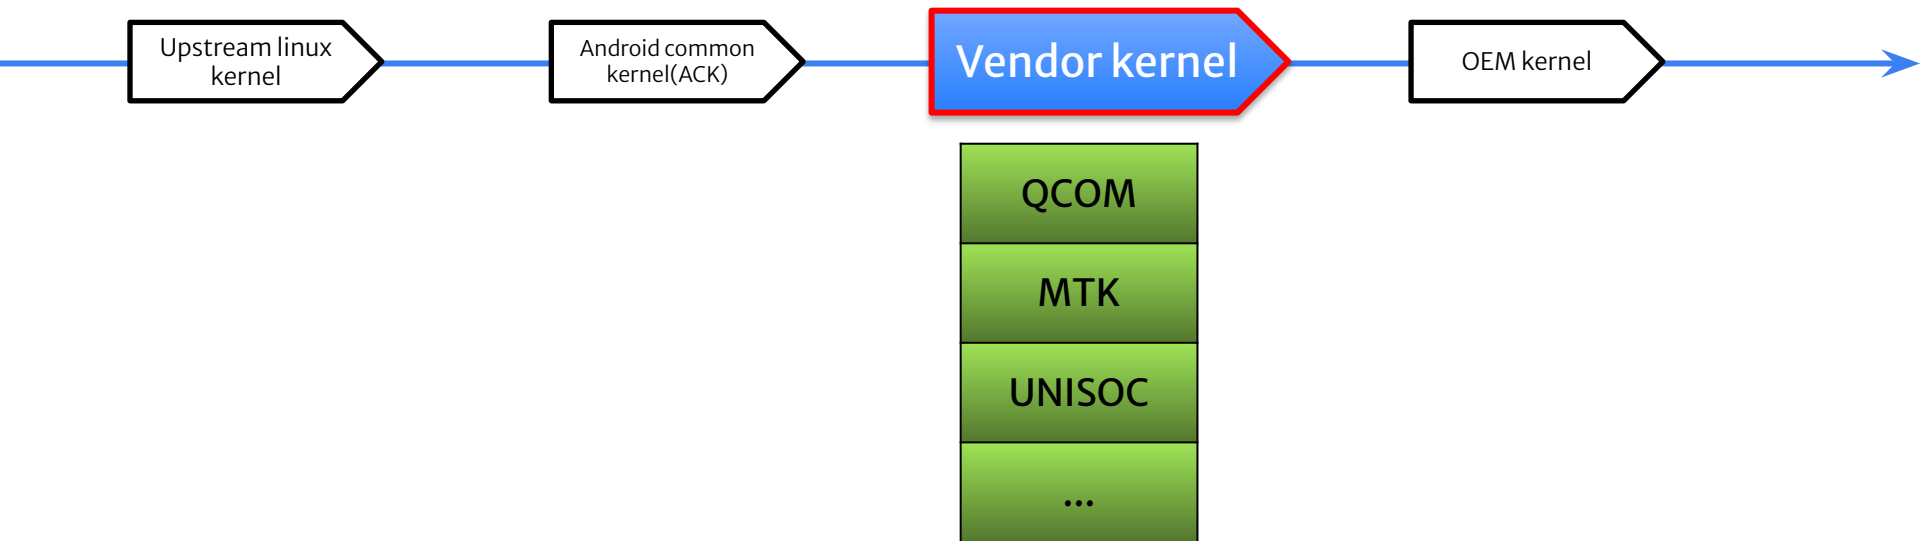 Upstream linux
kernel
Android common
kernel(ACK)
Vendor kernel
OEM kernel
QCOM
MTK
UNISOC
...